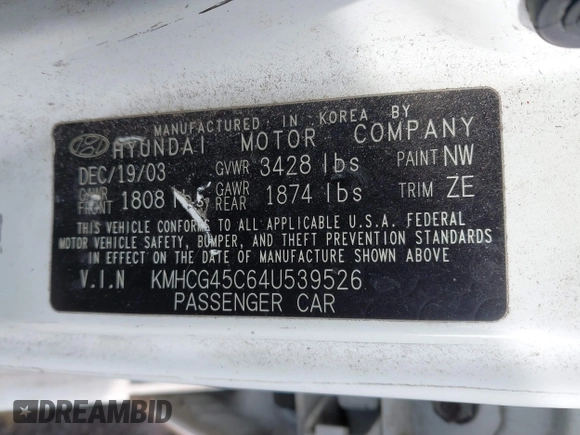 MANUFACTURED IN KOREA BY
HYUNDAI MOTOR COMPANY
DEC/19/03 GVWR 3428 lbs PAINT NW
FRONT 1808 GAWR REAR 1874 lbs TRIM ZE
THIS VEHICLE CONFORMS TO ALL APPLICABLE U.S.A. FEDERAL
MOTOR VEHICLE SAFETY, BUMPER, AND THEFT PREVENTION STANDARDS
IN EFFECT ON THE DATE OF MANUFACTURE SHOWN ABOVE
V.I.N KMHCG45C64U539526
PASSENGER CAR
DREAMBID